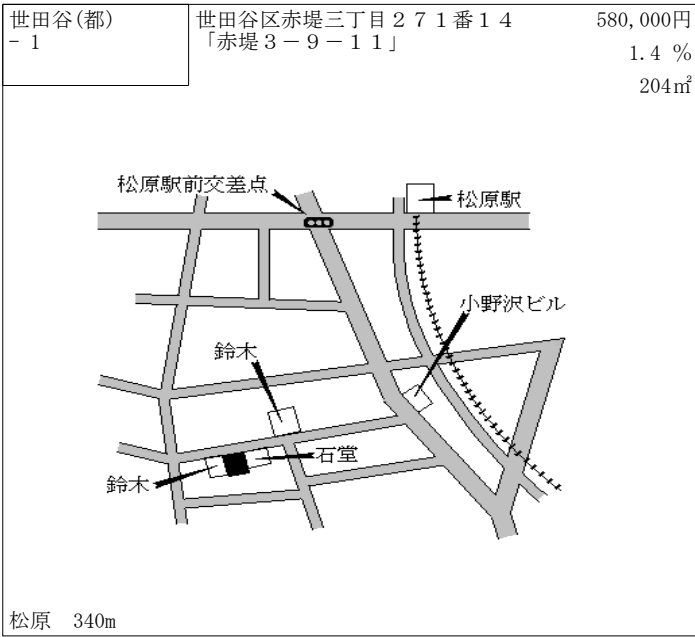 世田谷(都)
－１
世田谷区赤堤三丁目２７１番１４
「赤堤３－９－１１」
580,000円
1.4 %
204㎡
松原駅前交差点
松原駅
小野沢ビル
鈴木
石堂
鈴木
松原　340m